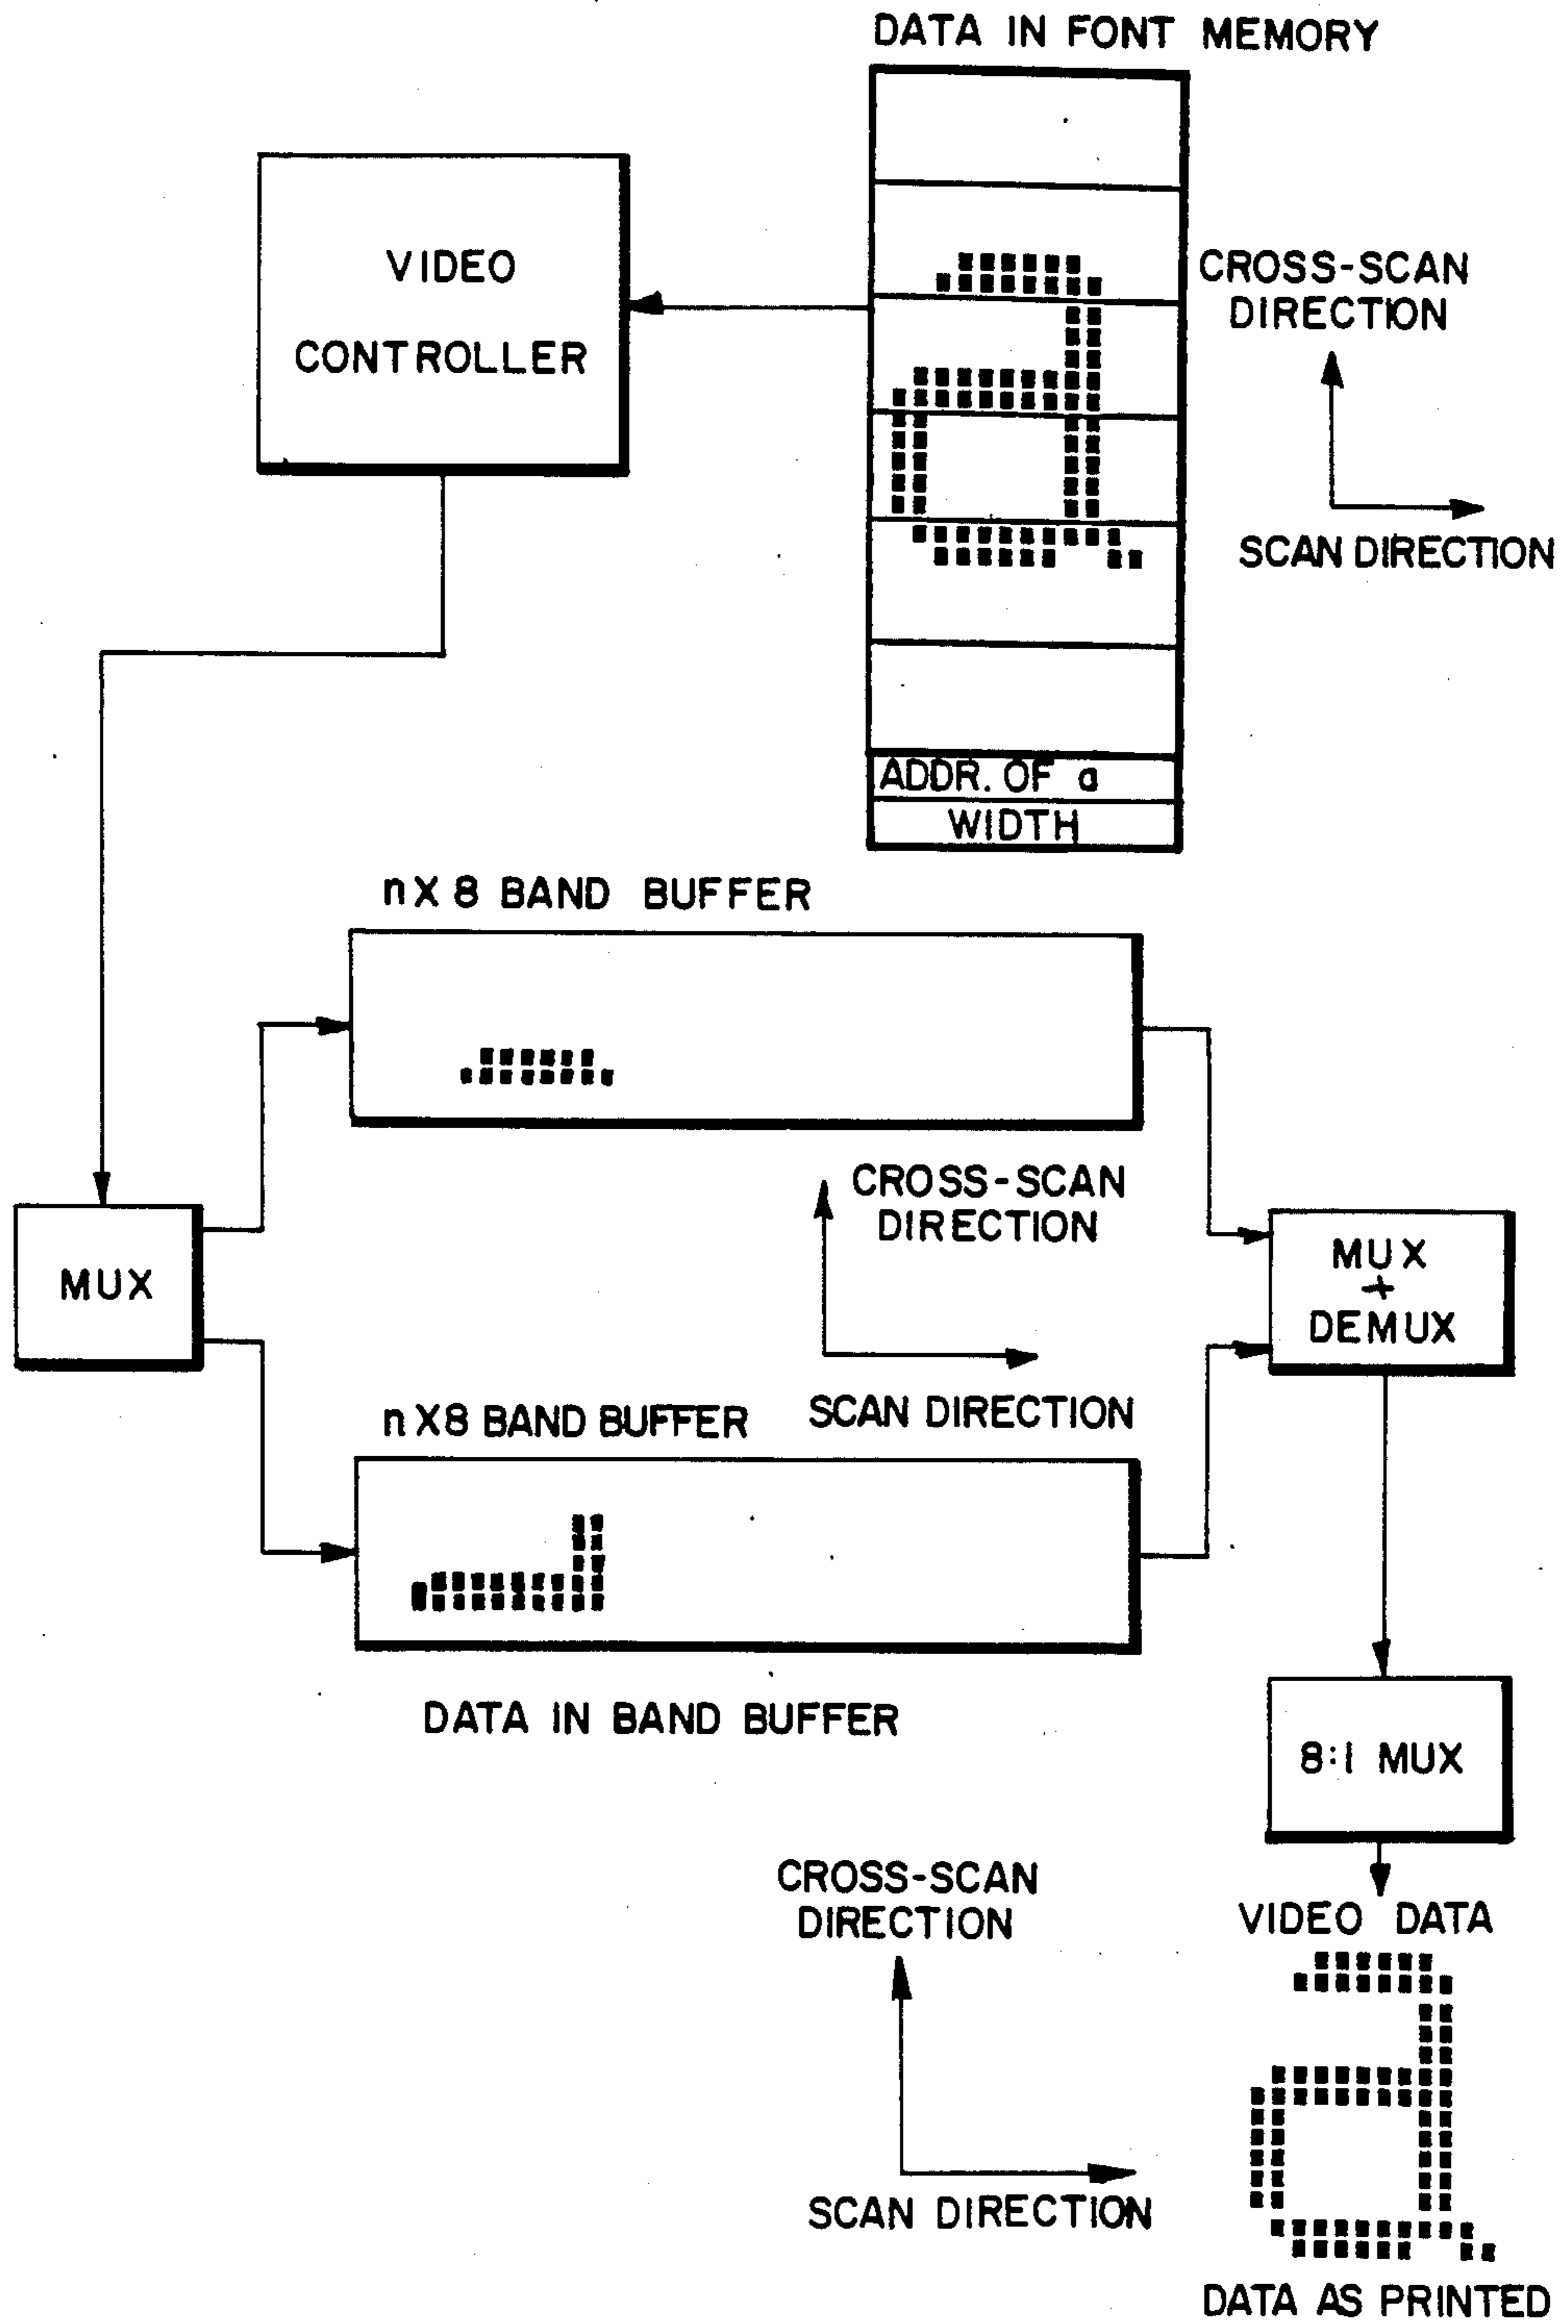 DATA IN FONT MEMORY
VIDEO
CONTROLLER
CROSS-SCAN
DIRECTION
SCAN DIRECTION
ADDR. OF a
WIDTH
nX8 BAND BUFFER
CROSS-SCAN
DIRECTION
SCAN DIRECTION
MUX
MUX
+
DEMUX
nX8 BAND BUFFER
DATA IN BAND BUFFER
8:1 MUX
CROSS-SCAN
DIRECTION
SCAN DIRECTION
VIDEO DATA
a
DATA AS PRINTED